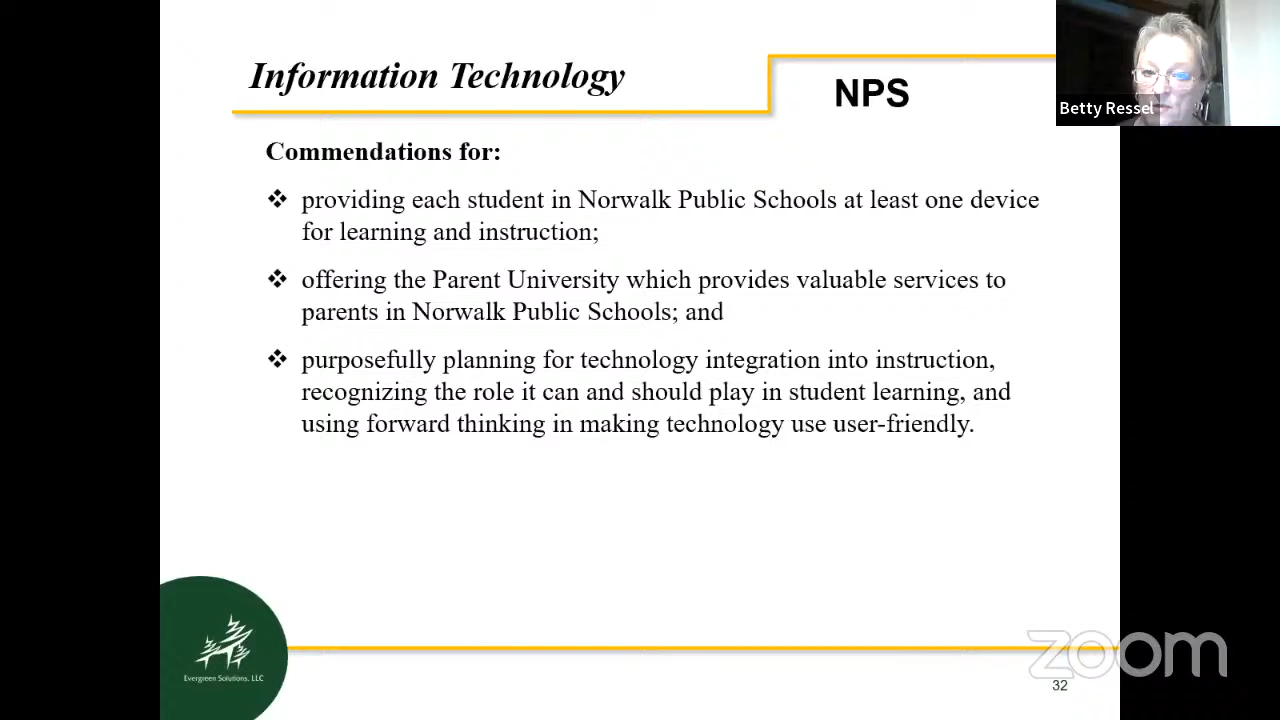 Information Technology
NPS
Betty Ressel
Commendations for:
❖ providing each student in Norwalk Public Schools at least one device
for learning and instruction;
❖ offering the Parent University which provides valuable services to
parents in Norwalk Public Schools; and
❖ purposefully planning for technology integration into instruction,
recognizing the role it can and should play in student learning, and
using forward thinking in making technology use user-friendly.
Evergreen Solutions, LLC
zoom
32